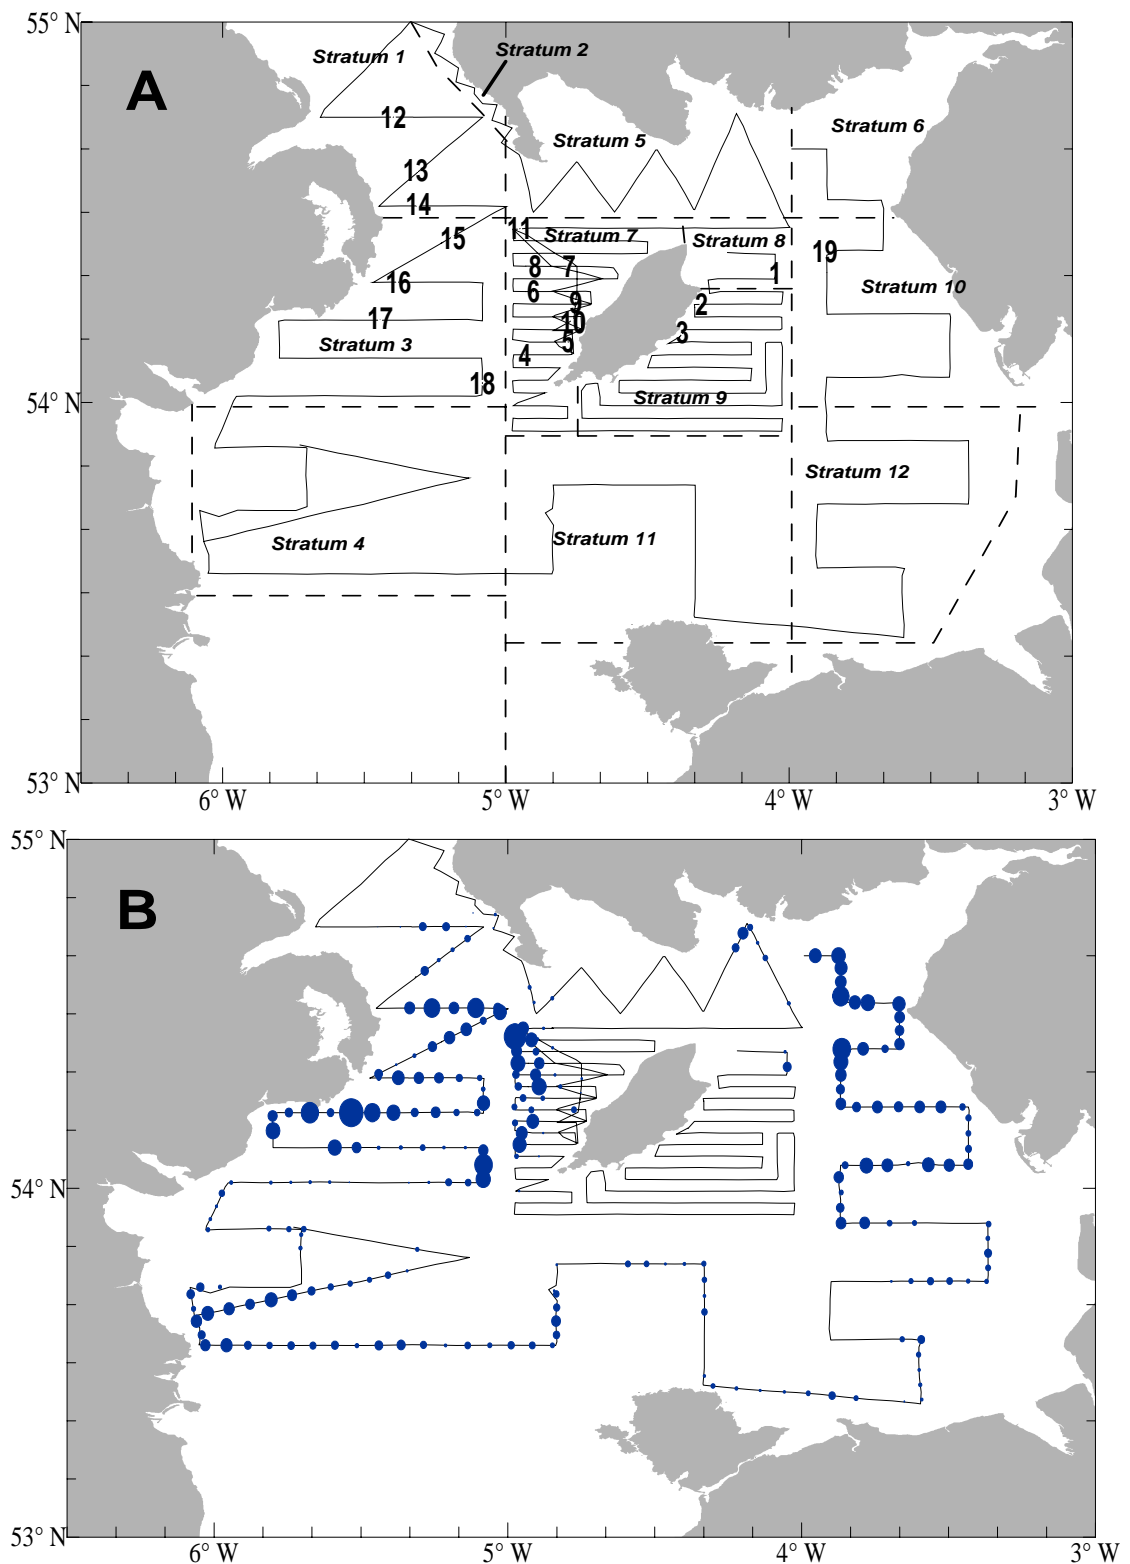 55° N
A
Stratum 1
Stratum 2
12
Stratum 5
Stratum 6
13
14
15
11
Stratum 7
Stratum 8
19
8
7
1
16
6
9
2
Stratum 10
17
10
3
Stratum 3
5
4
18
Stratum 9
54° N
Stratum 12
Stratum 4
Stratum 11
53° N
6° W
5° W
4° W
3° W
55° N
B
54° N
53° N
6° W
5° W
4° W
3° W